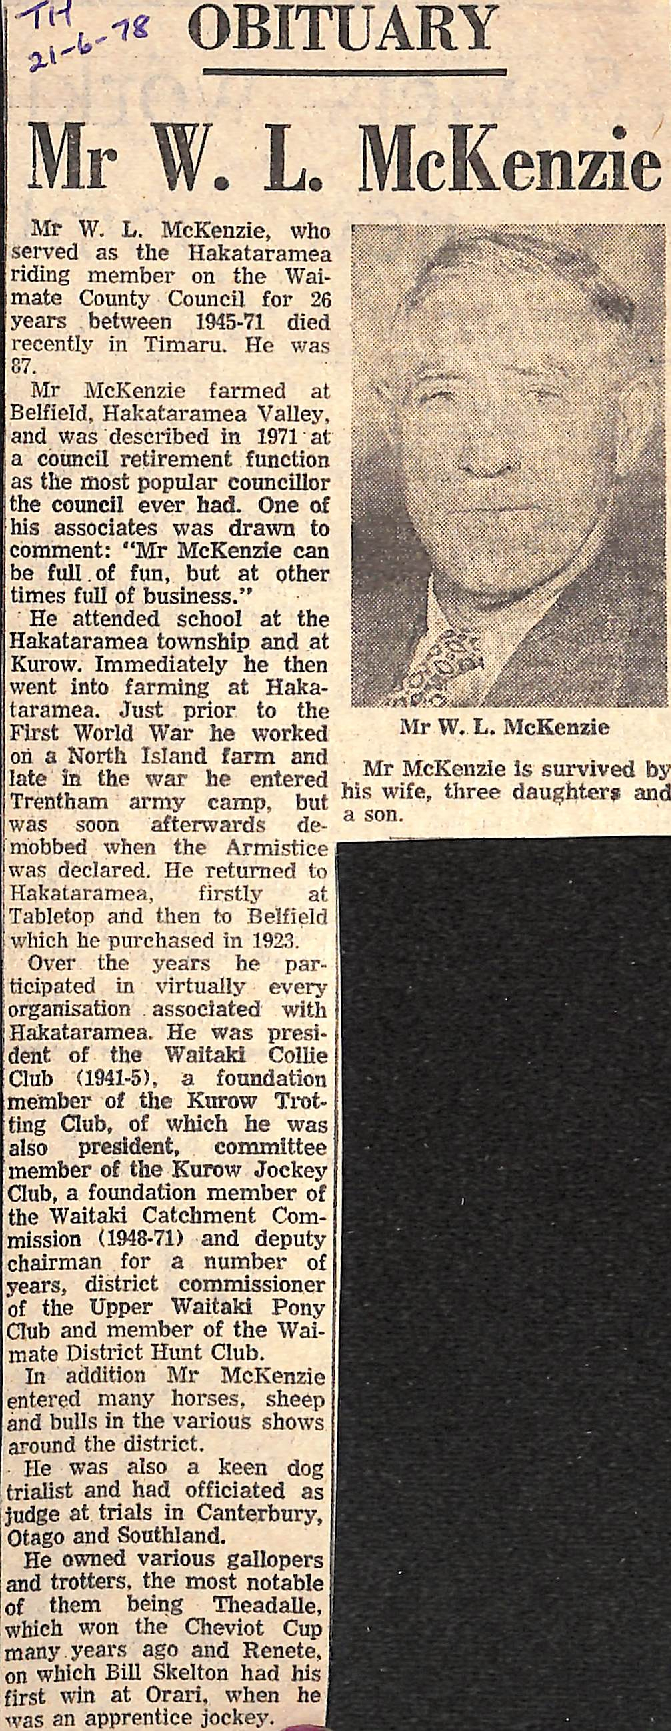 TH
21-6-78
OBITUARY
Mr W. L. McKenzie
Mr W. L. McKenzie, who
served as the Hakataramea
riding member on the Wai-
mate County Council for 26
years between 1945-71 died
recently in Timaru. He was
87.
Mr McKenzie farmed at
Belfield, Hakataramea Valley,
and was described in 1971 at
a council retirement function
as the most popular councillor
the council ever had. One of
his associates was drawn to
comment: “Mr McKenzie can
be full of fun, but at other
times full of business.”
He attended school at the
Hakataramea township and at
Kurow. Immediately he then
went into farming at Haka-
taramea. Just prior to the
First World War he worked
on a North Island farm and
late in the war he entered
Trentham army camp, but
was soon afterwards de-
mobbed when the Armistice
was declared. He returned to
Hakataramea, firstly at
Tabletop and then to Belfield
which he purchased in 1923.
Over the years he par-
ticipated in virtually every
organisation associated with
Hakataramea. He was presi-
dent of the Waitaki Collie
Club (1941-5), a foundation
member of the Kurow Trot-
ting Club, of which he was
also president, committee
member of the Kurow Jockey
Club, a foundation member of
the Waitaki Catchment Com-
mission (1948-71) and deputy
chairman for a number of
years, district commissioner
of the Upper Waitaki Pony
Club and member of the Wai-
mate District Hunt Club.
In addition Mr McKenzie
entered many horses, sheep
and bulls in the various shows
around the district.
He was also a keen dog
trialist and had officiated as
judge at trials in Canterbury,
Otago and Southland.
He owned various gallopers
and trotters, the most notable
of them being Theadalle,
which won the Cheviot Cup
many years ago and Renete,
on which Bill Skelton had his
first win at Orari, when he
was an apprentice jockey.
Mr W. L. McKenzie
Mr McKenzie is survived by
his wife, three daughters and
a son.